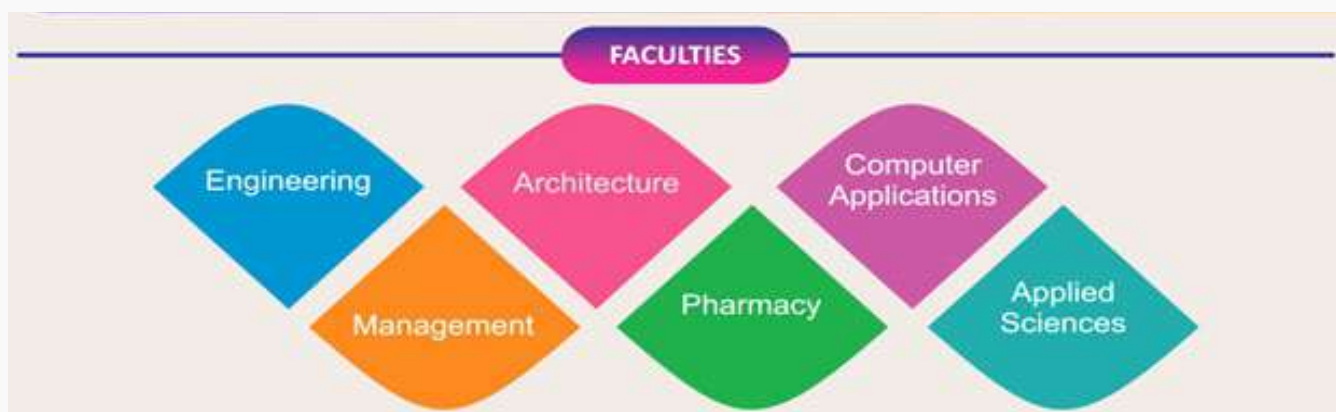 FACULTIES
Engineering
Management
Architecture
Pharmacy
Computer
Applications
Applied
Sciences